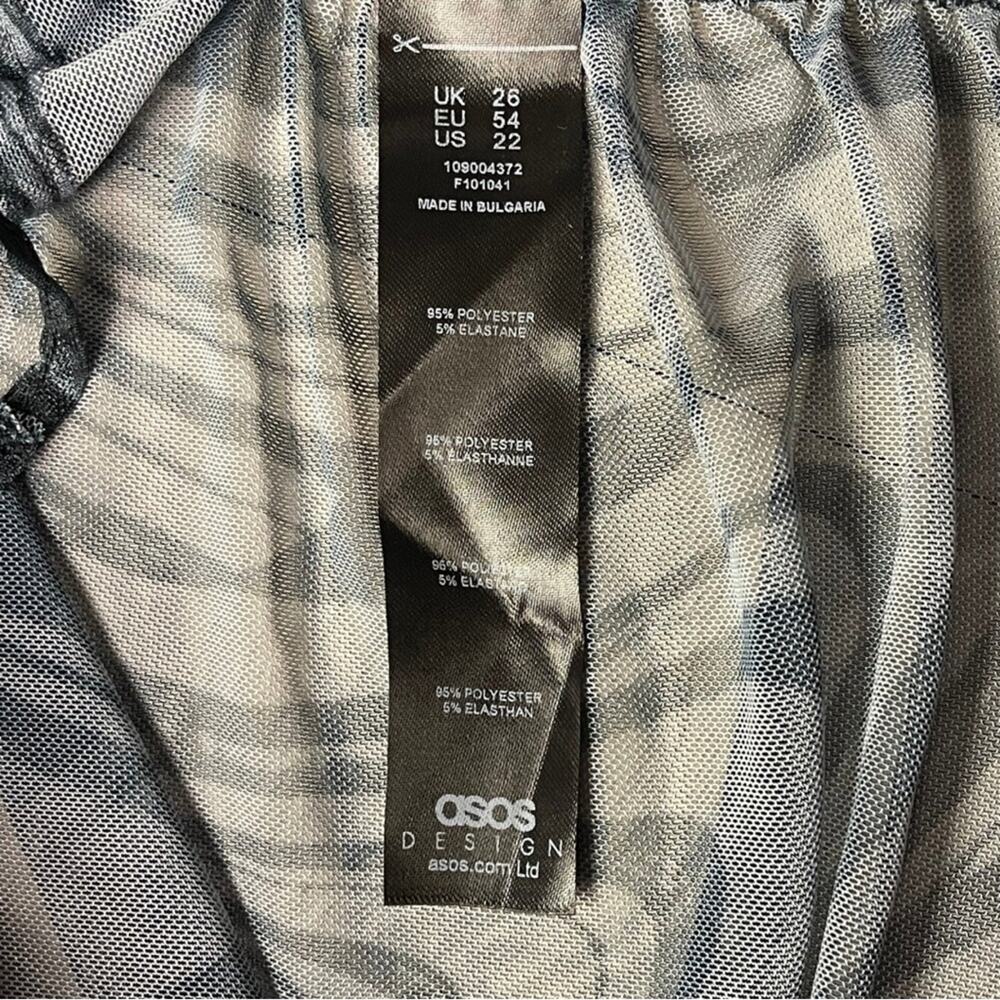 UK 26
EU 54
US 22
109004372
F101041
MADE IN BULGARIA
95% POLYESTER
5% ELASTANE
95% POLYESTER
5% ELASTHANNE
5%
95% POLYESTER
5% ELASTHAN
asos
DESIGN
asos.com Ltd